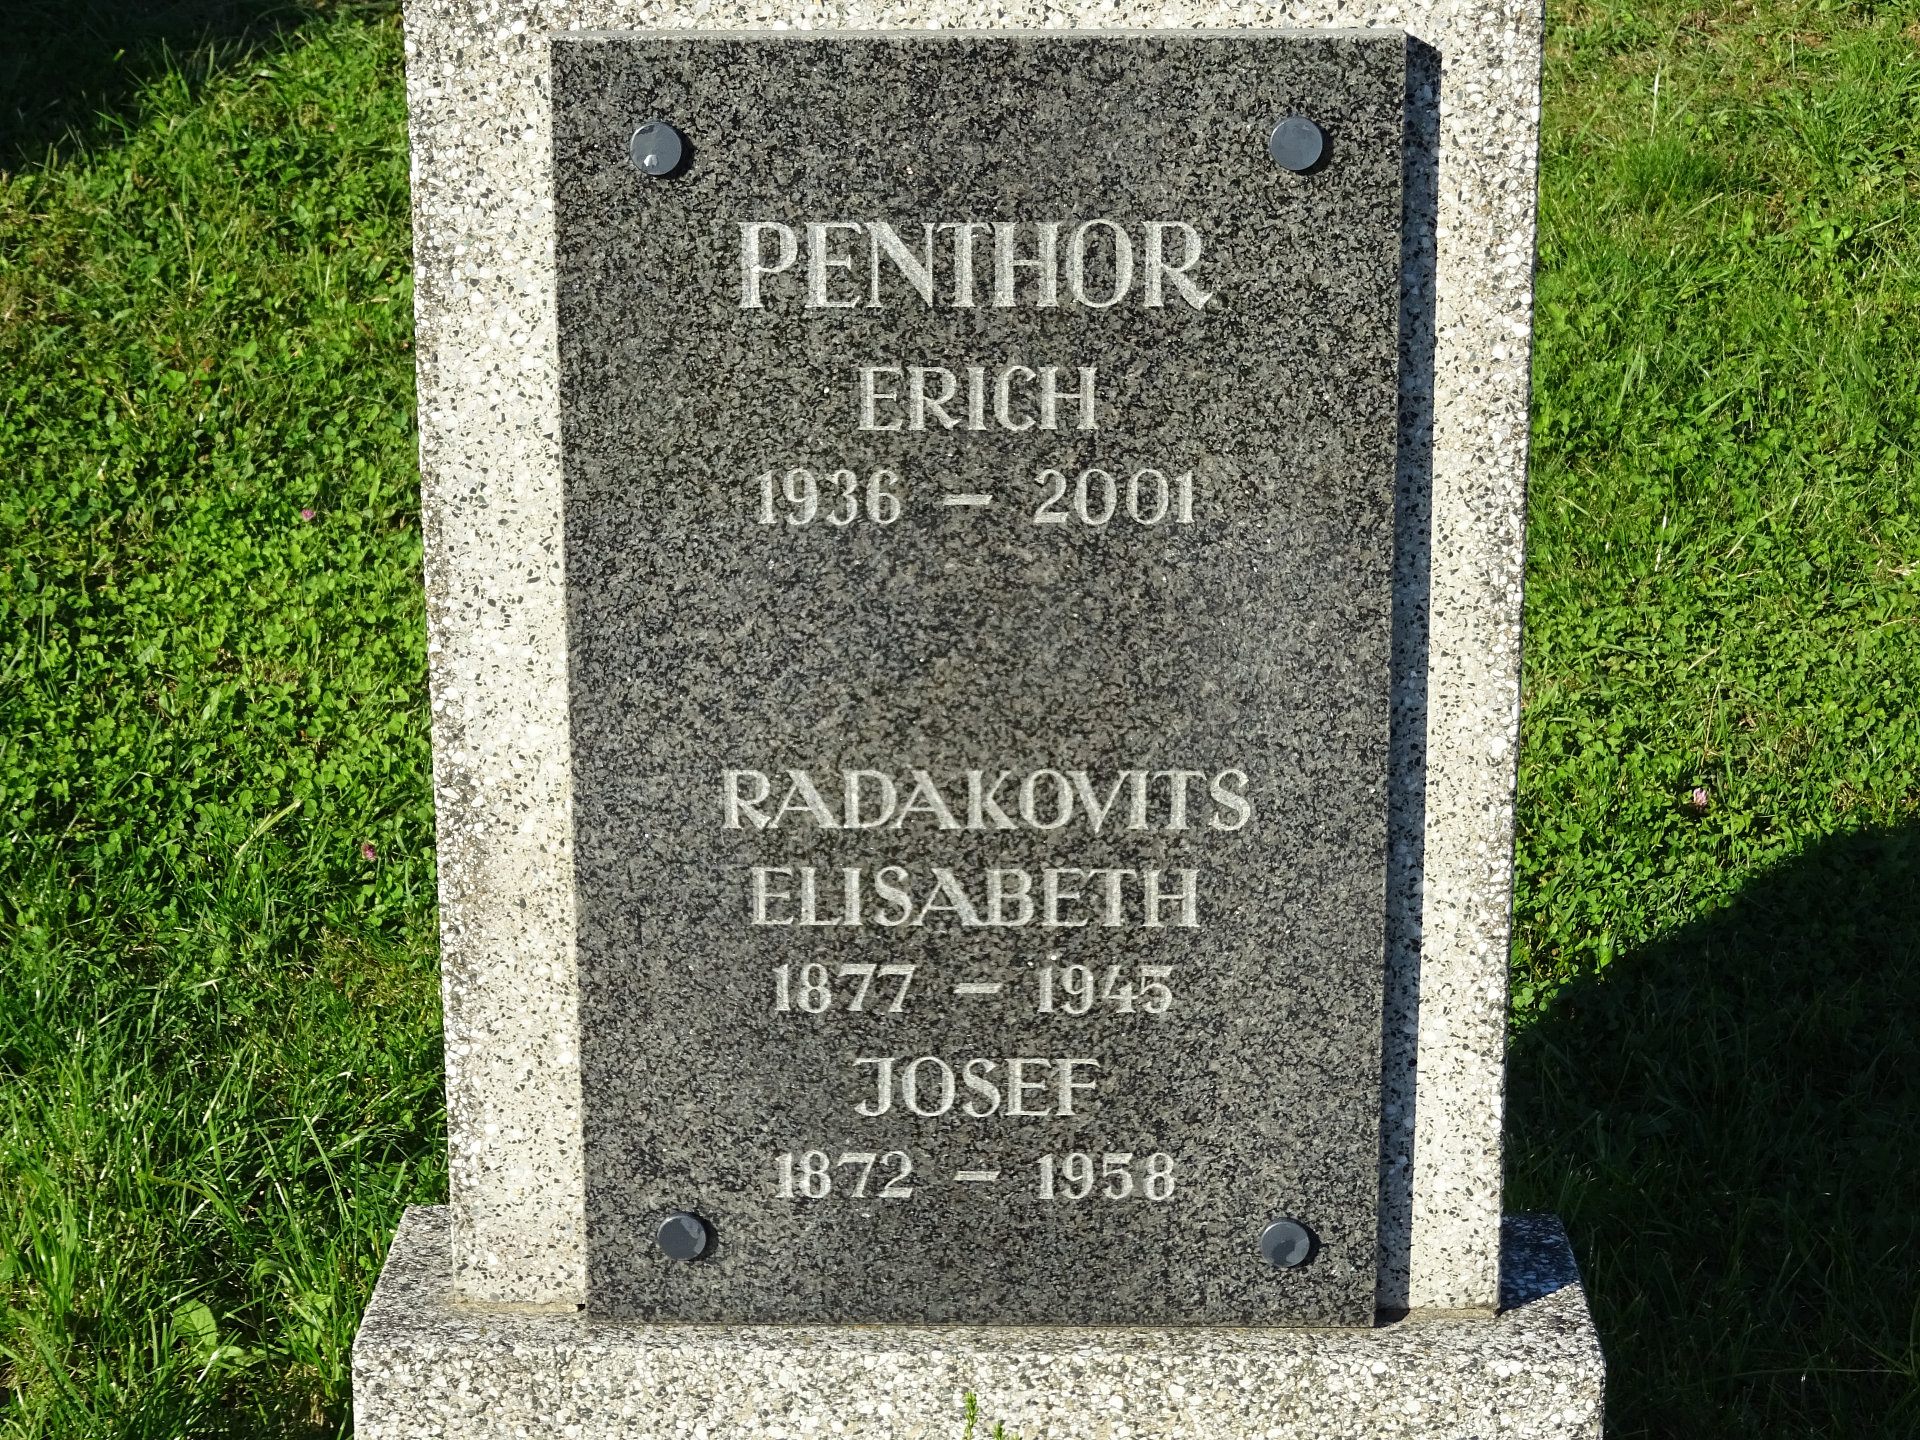 PENTHOR
ERICH
1936 – 2001
RADAKOVITS
ELISABETH
1877 – 1945
JOSEF
1872 – 1958